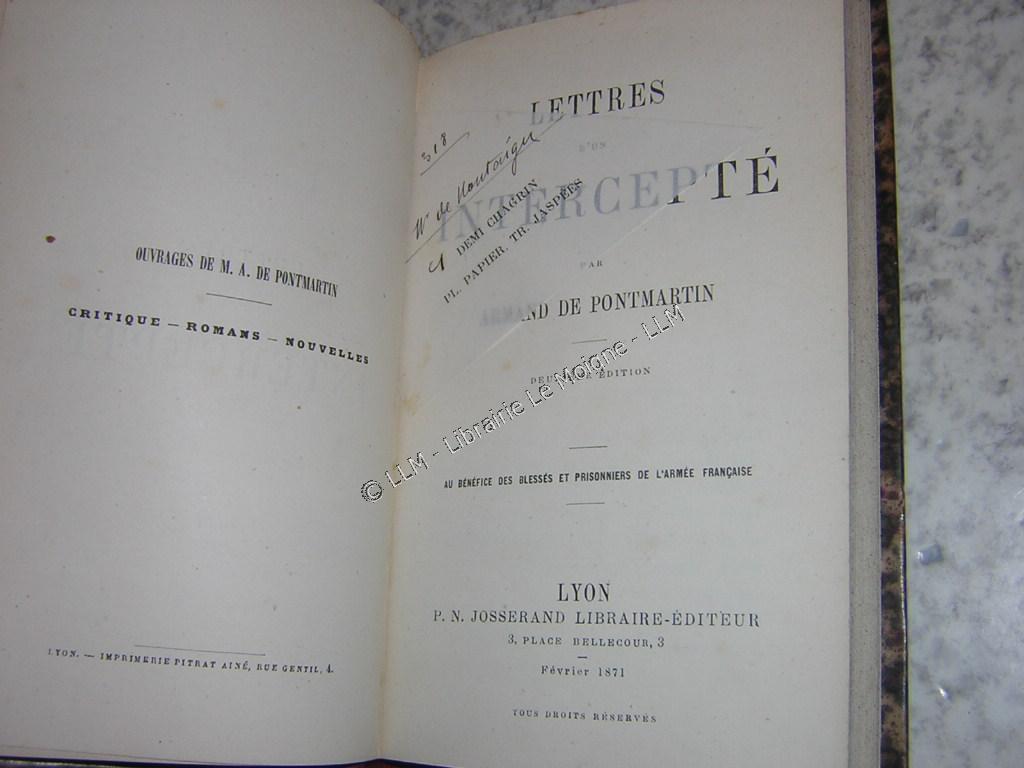 OUVRAGES DE M. A. DE PONTMARTIN
CRITIQUE — ROMANS — NOUVELLES
LYON. — IMPRIMERIE PITRAT AINÉ, RUE GENTIL, 4.
LETTRES
D'UN
INTERCEPTÉ
PAR
ARMAND DE PONTMARTIN
DEUXIÈME ÉDITION
AU BÉNÉFICE DES BLESSÉS ET PRISONNIERS DE L'ARMÉE FRANÇAISE
LYON
P. N. JOSSERAND LIBRAIRE-ÉDITEUR
3, PLACE BELLECOUR, 3
Février 1871
TOUS DROITS RÉSERVÉS
318
de Montaigu
1 DEMI CHAGRIN
PL. PAPIER. TR. JASPÉES
© LLM - Librairie Le Moigne - LLM